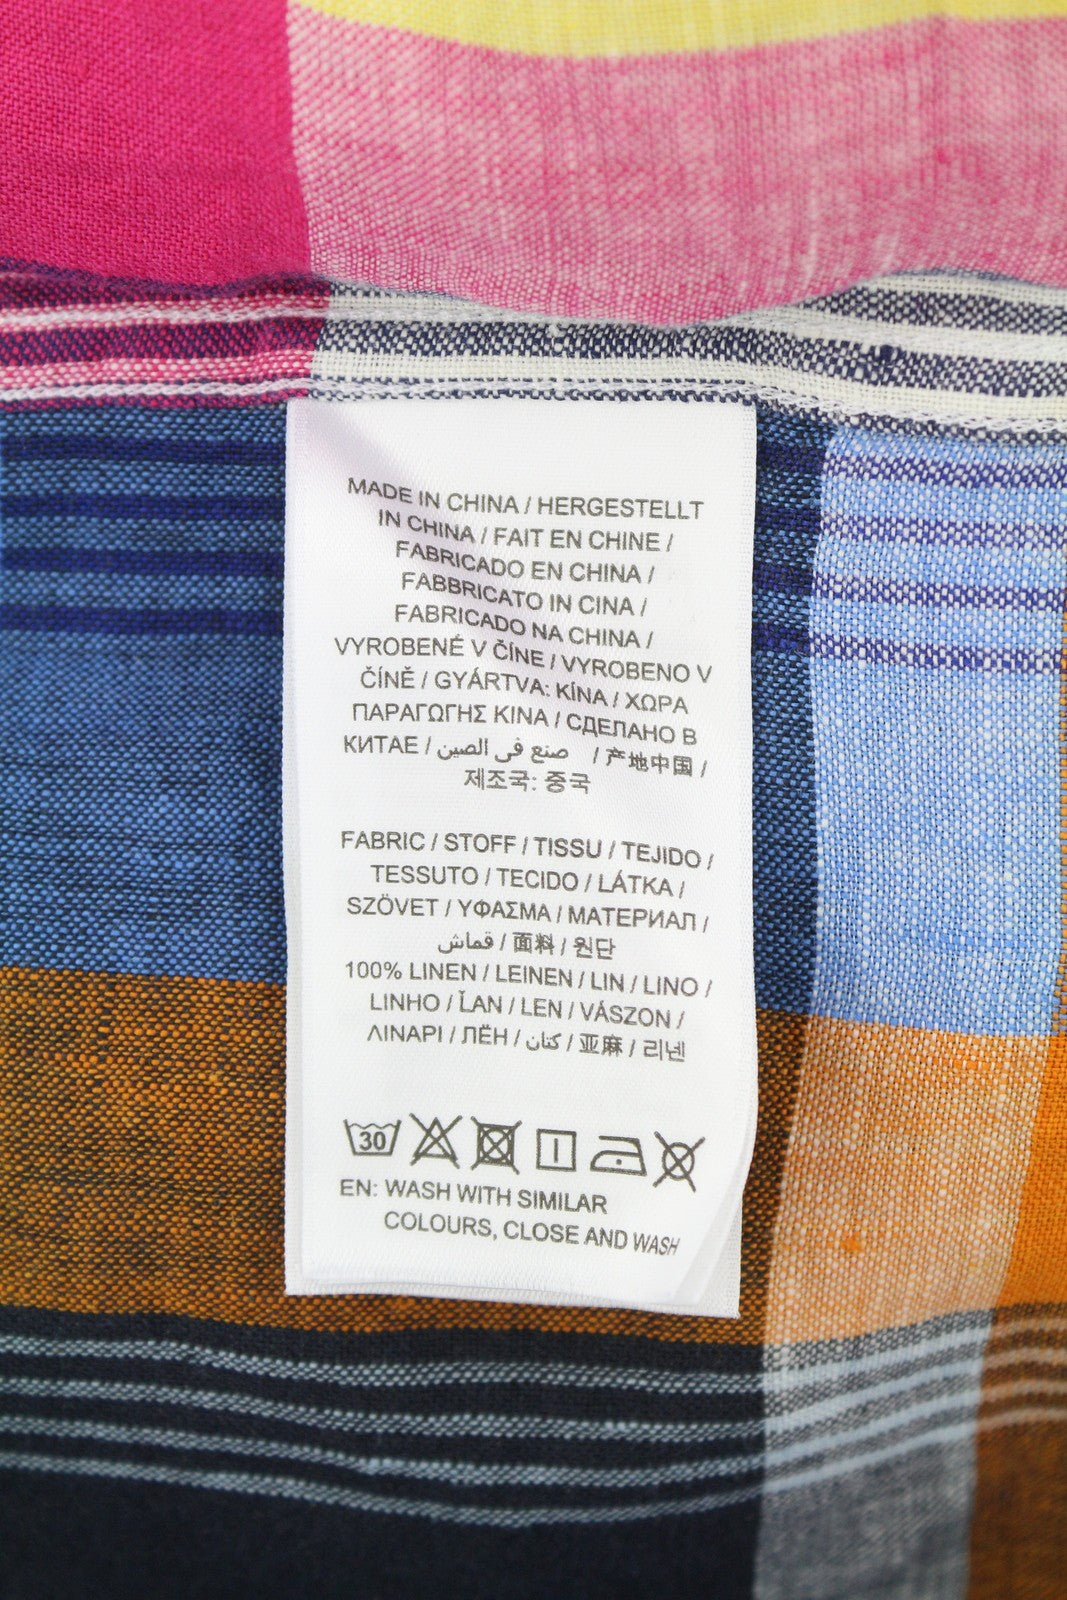 MADE IN CHINA / HERGESTELLT
IN CHINA / FAIT EN CHINE /
FABRICADO EN CHINA /
FABBRICATO IN CINA /
FABRICADO NA CHINA /
VYROBENÉ V ČÍNE / VYROBENO V
ČÍNĚ / GYÁRTVA: KÍNA / ΧΩΡΑ
ΠΑΡΑΓΩΓΗΣ ΚΙΝΑ / СДЕЛАНО В
КИТАЕ / صنع في الصين / 产地中国 /
제조국: 중국
FABRIC / STOFF / TISSU / TEJIDO /
TESSUTO / TECIDO / LÁTKA /
SZÖVET / ΥΦΑΣΜΑ / МАТЕРИАЛ /
قماش / 面料 / 원단
100% LINEN / LEINEN / LIN / LINO /
LINHO / ĽAN / LEN / VÁSZON /
ΛΙΝΑΡΙ / ЛЁН / كتان / 亚麻 / 리넨
30
EN: WASH WITH SIMILAR
COLOURS, CLOSE AND WASH